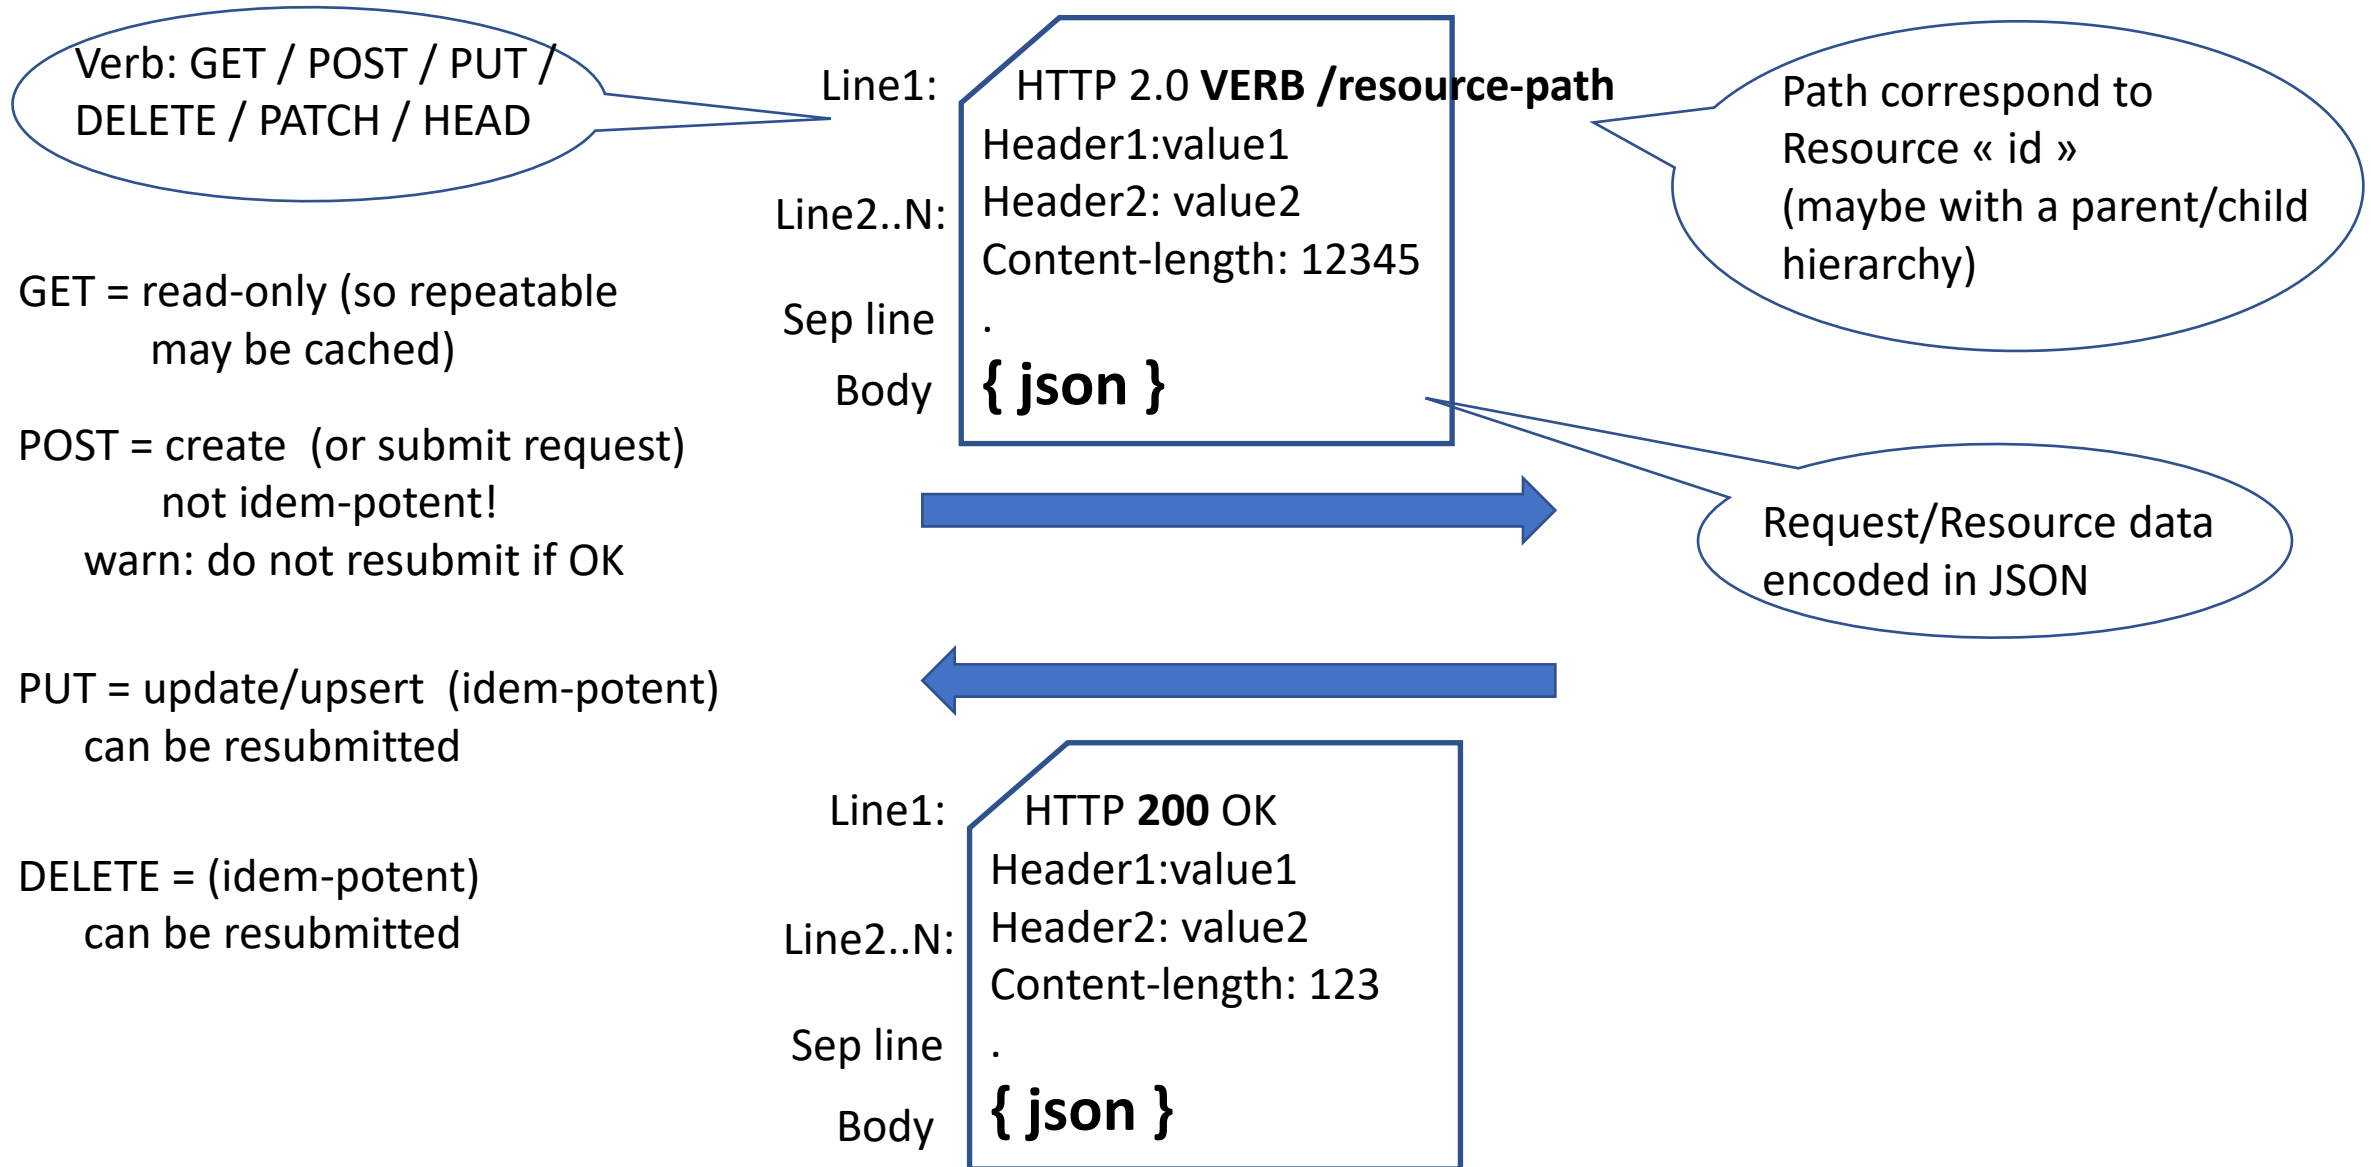 Verb: GET / POST / PUT /
DELETE / PATCH / HEAD
Line1: HTTP 2.0 VERB /resource-path
Header1:value1
Line2..N: Header2: value2
Content-length: 12345
Sep line .
Body { json }
Path correspond to
Resource « id »
(maybe with a parent/child
hierarchy)
GET = read-only (so repeatable
may be cached)
POST = create (or submit request)
not idem-potent!
warn: do not resubmit if OK
Request/Resource data
encoded in JSON
PUT = update/upsert (idem-potent)
can be resubmitted
DELETE = (idem-potent)
can be resubmitted
Line1: HTTP 200 OK
Header1:value1
Line2..N: Header2: value2
Content-length: 123
Sep line .
Body { json }